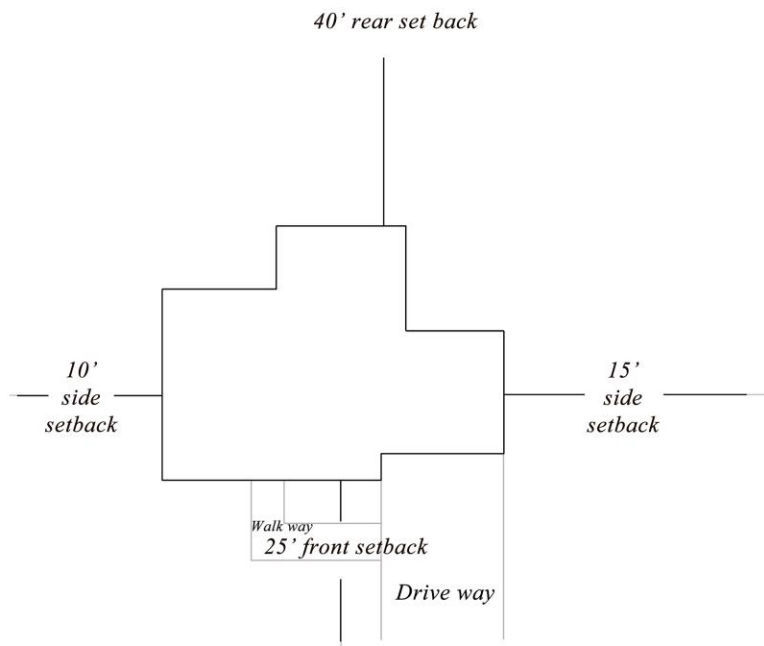 40’ rear set back
10’
side
setback
15’
side
setback
Walk way
25’ front setback
Drive way